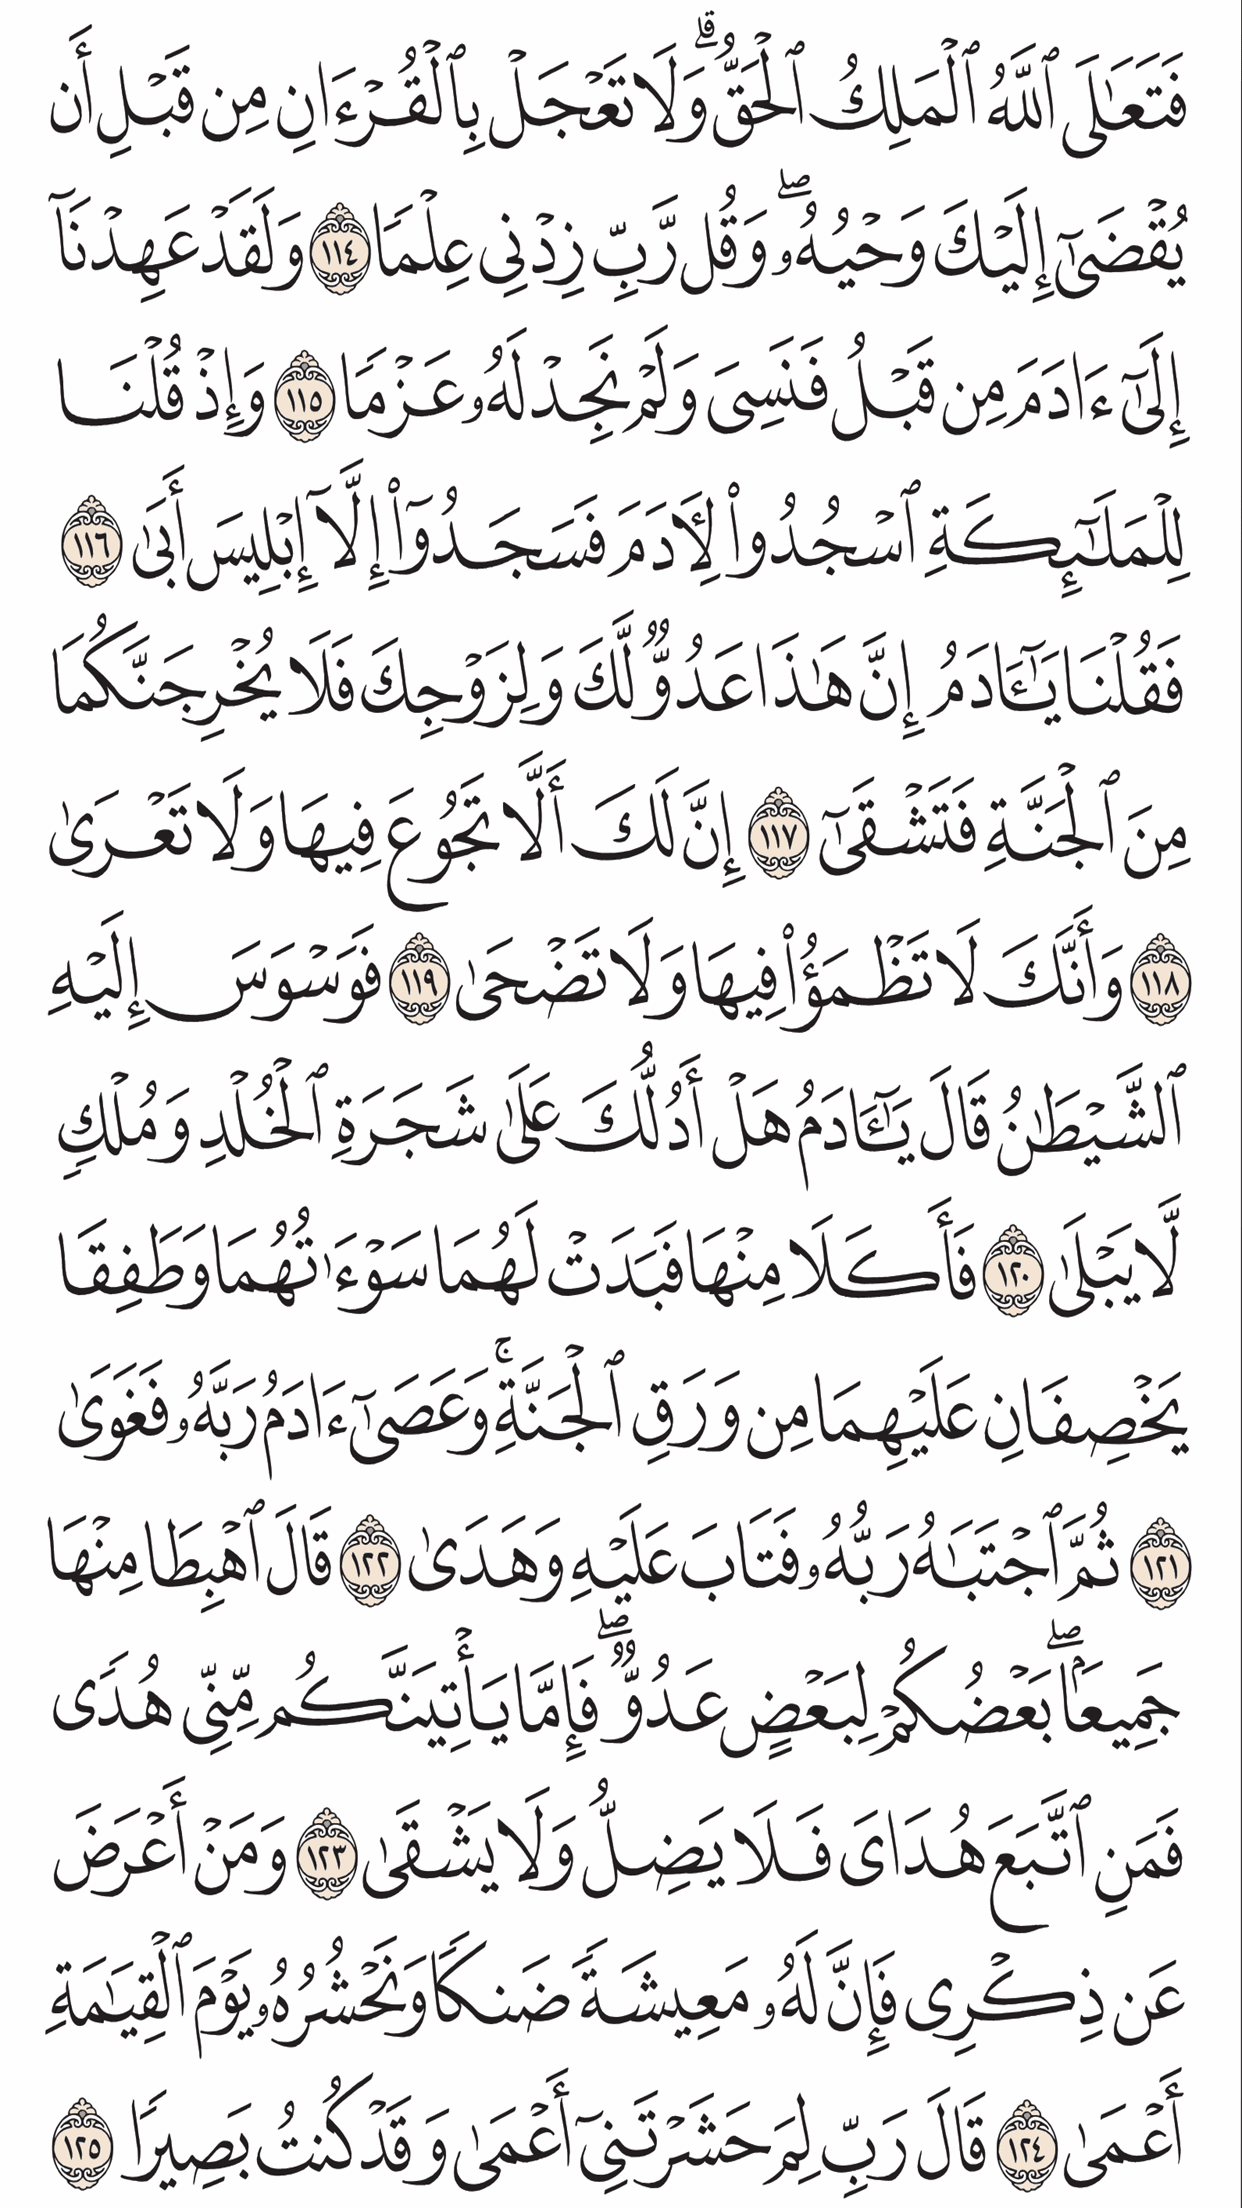 فَتَعَٰلَى ٱللَّهُ ٱلْمَلِكُ ٱلْحَقُّۗ وَلَا تَعْجَلْ بِٱلْقُرْءَانِ مِن قَبْلِ أَن
يُقْضَىٰٓ إِلَيْكَ وَحْيُهُۥۖ وَقُل رَّبِّ زِدْنِى عِلْمًا ١١٤ وَلَقَدْ عَهِدْنَآ
إِلَىٰٓ ءَادَمَ مِن قَبْلُ فَنَسِىَ وَلَمْ نَجِدْ لَهُۥ عَزْمًا ١١٥ وَإِذْ قُلْنَا
لِلْمَلَٰٓئِكَةِ ٱسْجُدُوا۟ لِءَادَمَ فَسَجَدُوٓا۟ إِلَّآ إِبْلِيسَ أَبَىٰ ١١٦
فَقُلْنَا يَٰٓـَٔادَمُ إِنَّ هَٰذَا عَدُوٌّ لَّكَ وَلِزَوْجِكَ فَلَا يُخْرِجَنَّكُمَا
مِنَ ٱلْجَنَّةِ فَتَشْقَىٰٓ ١١٧ إِنَّ لَكَ أَلَّا تَجُوعَ فِيهَا وَلَا تَعْرَىٰ
١١٨ وَأَنَّكَ لَا تَظْمَؤُا۟ فِيهَا وَلَا تَضْحَىٰ ١١٩ فَوَسْوَسَ إِلَيْهِ
ٱلشَّيْطَٰنُ قَالَ يَٰٓـَٔادَمُ هَلْ أَدُلُّكَ عَلَىٰ شَجَرَةِ ٱلْخُلْدِ وَمُلْكٍ
لَّا يَبْلَىٰ ١٢٠ فَأَكَلَا مِنْهَا فَبَدَتْ لَهُمَا سَوْءَٰتُهُمَا وَطَفِقَا
يَخْصِفَانِ عَلَيْهِمَا مِن وَرَقِ ٱلْجَنَّةِۚ وَعَصَىٰٓ ءَادَمُ رَبَّهُۥ فَغَوَىٰ
١٢١ ثُمَّ ٱجْتَبَٰهُ رَبُّهُۥ فَتَابَ عَلَيْهِ وَهَدَىٰ ١٢٢ قَالَ ٱهْبِطَا مِنْهَا
جَمِيعًۢاۖ بَعْضُكُمْ لِبَعْضٍ عَدُوٌّۖ فَإِمَّا يَأْتِيَنَّكُم مِّنِّى هُدًى
فَمَنِ ٱتَّبَعَ هُدَاىَ فَلَا يَضِلُّ وَلَا يَشْقَىٰ ١٢٣ وَمَنْ أَعْرَضَ
عَن ذِكْرِى فَإِنَّ لَهُۥ مَعِيشَةً ضَنكًا وَنَحْشُرُهُۥ يَوْمَ ٱلْقِيَٰمَةِ
أَعْمَىٰ ١٢٤ قَالَ رَبِّ لِمَ حَشَرْتَنِىٓ أَعْمَىٰ وَقَدْ كُنتُ بَصِيرًا ١٢٥